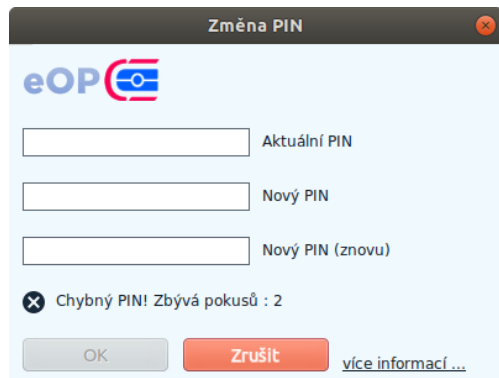 Změna PIN
eOP
Aktuální PIN
Nový PIN
Nový PIN (znovu)
Chybný PIN! Zbývá pokusů : 2
OK
Zrušit
více informací ...